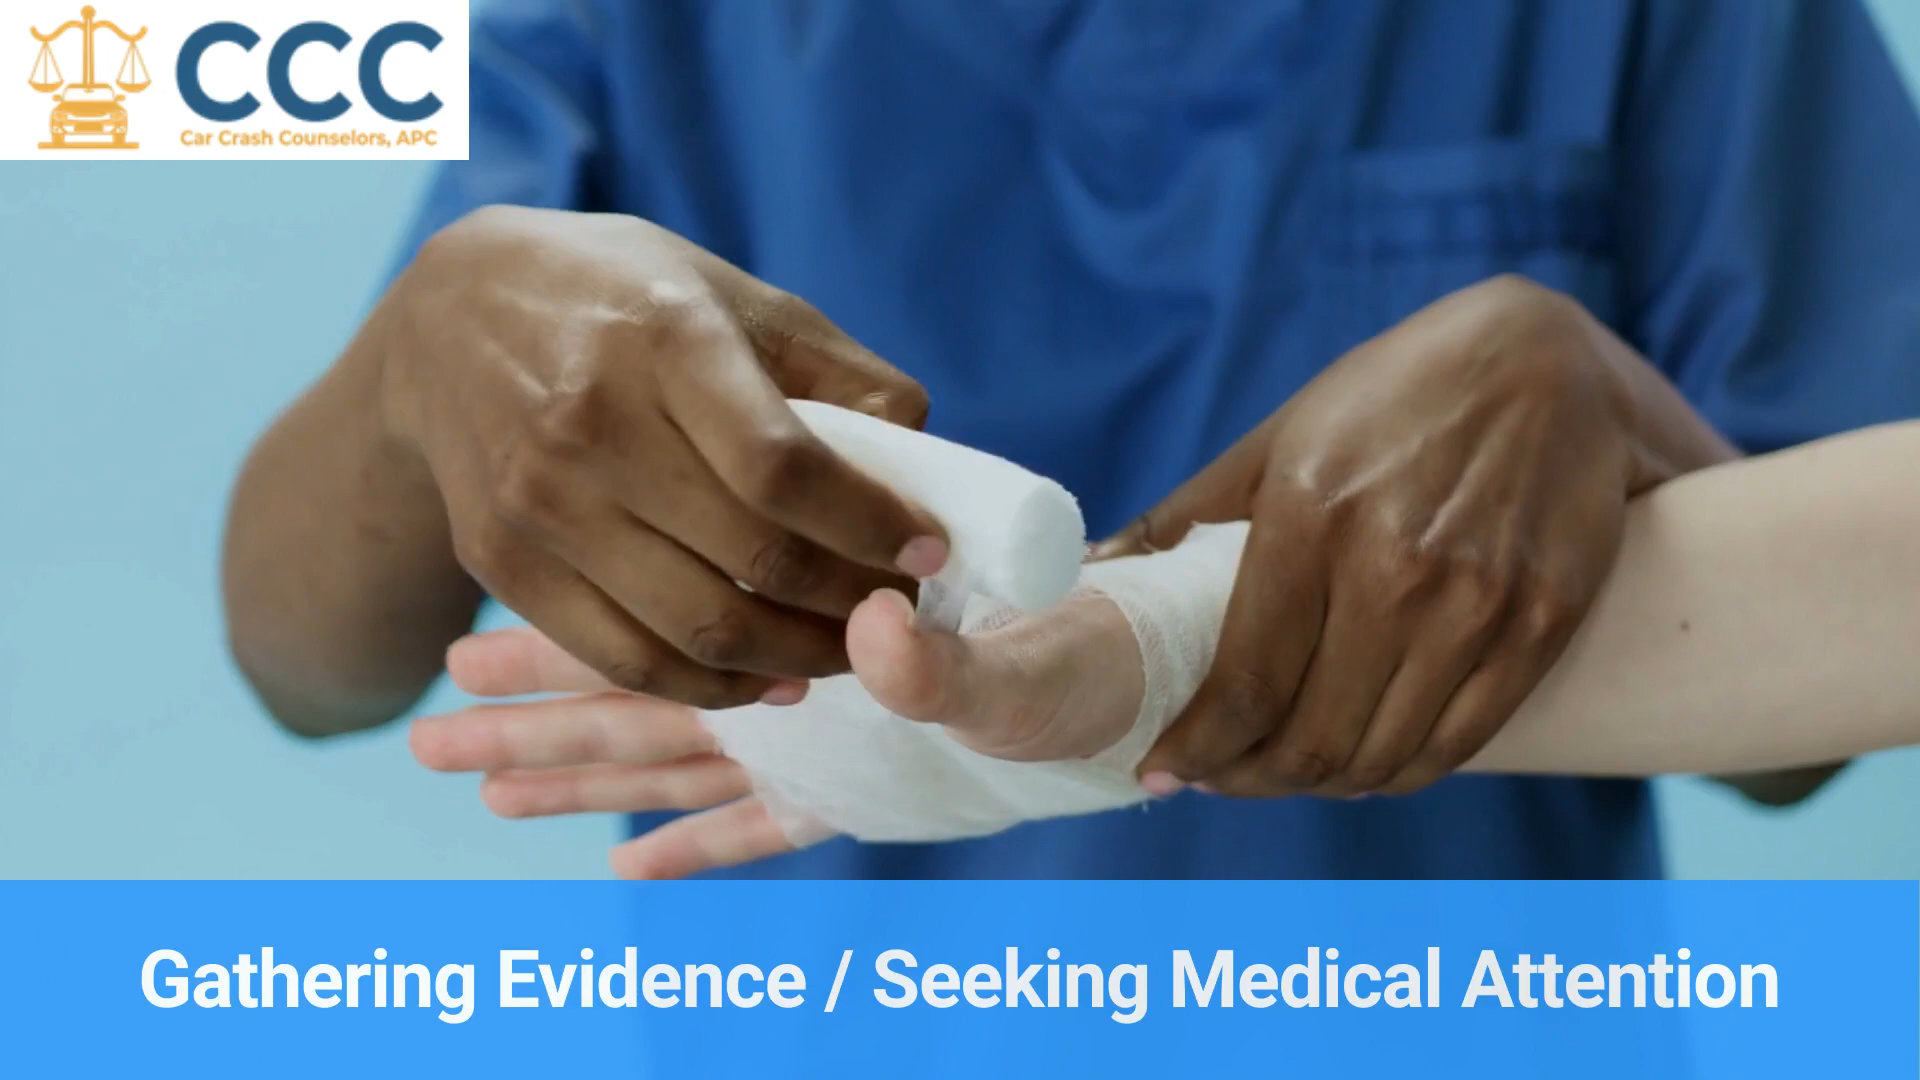 CCC
Car Crash Counselors, APC
Gathering Evidence / Seeking Medical Attention